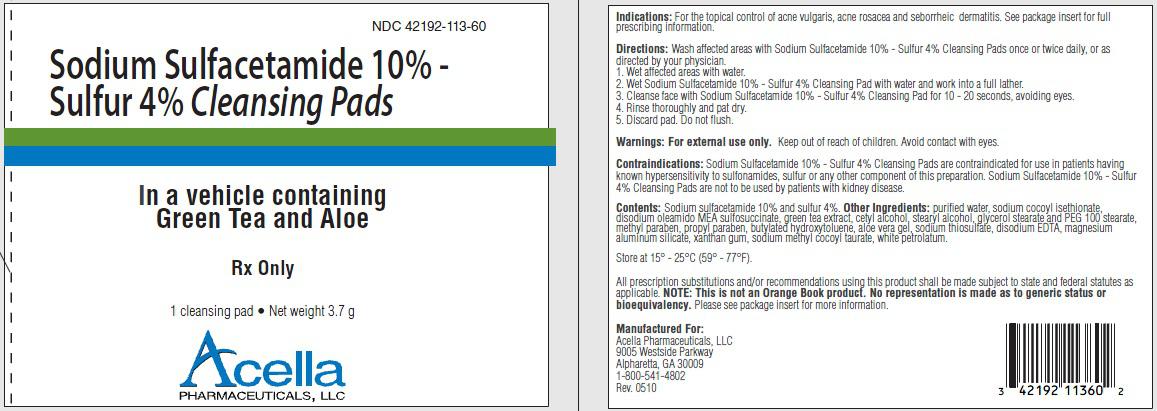 NDC 42192-113-60
Sodium Sulfacetamide 10% -
Sulfur 4% Cleansing Pads
In a vehicle containing
Green Tea and Aloe
Rx Only
1 cleansing pad • Net weight 3.7 g
Acella
PHARMACEUTICALS, LLC
Indications: For the topical control of acne vulgaris, acne rosacea and seborrheic dermatitis. See package insert for full
prescribing information.
Directions: Wash affected areas with Sodium Sulfacetamide 10% - Sulfur 4% Cleansing Pads once or twice daily, or as
directed by your physician.
1. Wet affected areas with water.
2. Wet Sodium Sulfacetamide 10% - Sulfur 4% Cleansing Pad with water and work into a full lather.
3. Cleanse face with Sodium Sulfacetamide 10% - Sulfur 4% Cleansing Pad for 10 - 20 seconds, avoiding eyes.
4. Rinse thoroughly and pat dry.
5. Discard pad. Do not flush.
Warnings: For external use only. Keep out of reach of children. Avoid contact with eyes.
Contraindications: Sodium Sulfacetamide 10% - Sulfur 4% Cleansing Pads are contraindicated for use in patients having
known hypersensitivity to sulfonamides, sulfur or any other component of this preparation. Sodium Sulfacetamide 10% - Sulfur
4% Cleansing Pads are not to be used by patients with kidney disease.
Contents: Sodium sulfacetamide 10% and sulfur 4%. Other Ingredients: purified water, sodium cocoyl isethionate,
disodium oleamido MEA sulfosuccinate, green tea extract, cetyl alcohol, stearyl alcohol, glycerol stearate and PEG 100 stearate,
methyl paraben, propyl paraben, butylated hydroxytoluene, aloe vera gel, sodium thiosulfate, disodium EDTA, magnesium
aluminum silicate, xanthan gum, sodium methyl cocoyl taurate, white petrolatum.
Store at 15° - 25°C (59° - 77°F).
All prescription substitutions and/or recommendations using this product shall be made subject to state and federal statutes as
applicable. NOTE: This is not an Orange Book product. No representation is made as to generic status or
bioequivalency. Please see package insert for more information.
Manufactured For:
Acella Pharmaceuticals, LLC
9005 Westside Parkway
Alpharetta, GA 30009
1-800-541-4802
Rev. 0510
3 42192 11360 2